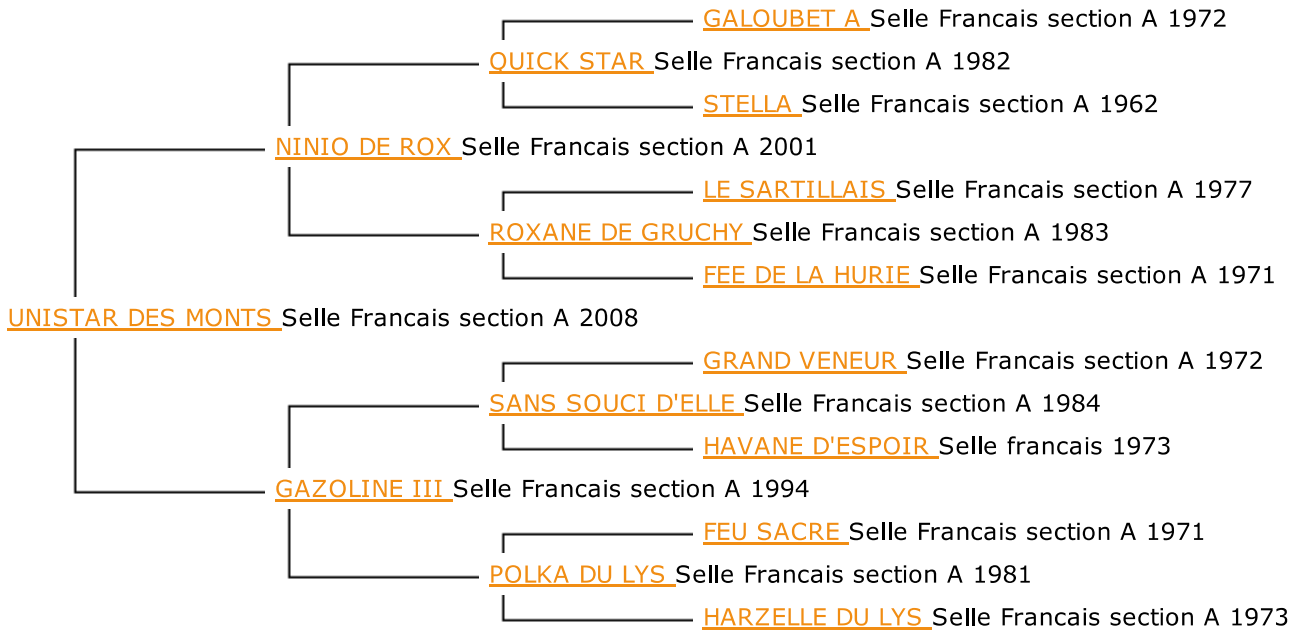 GALOUBET A Selle Francais section A 1972
QUICK STAR Selle Francais section A 1982
STELLA Selle Francais section A 1962
NINIO DE ROX Selle Francais section A 2001
LE SARTILLAIS Selle Francais section A 1977
ROXANE DE GRUCHY Selle Francais section A 1983
FEE DE LA HURIE Selle Francais section A 1971
UNISTAR DES MONTS Selle Francais section A 2008
GRAND VENEUR Selle Francais section A 1972
SANS SOUCI D'ELLE Selle Francais section A 1984
HAVANE D'ESPOIR Selle francais 1973
GAZOLINE III Selle Francais section A 1994
FEU SACRE Selle Francais section A 1971
POLKA DU LYS Selle Francais section A 1981
HARZELLE DU LYS Selle Francais section A 1973